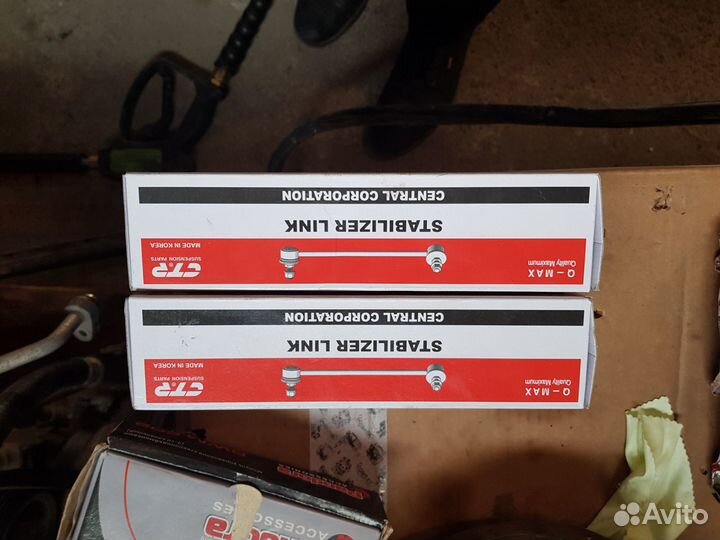 CENTRAL CORPORATION
STABILIZER LINK
CTR
SUSPENSION PARTS
MADE IN KOREA
Q-MAX
Quality Maximum
CENTRAL CORPORATION
STABILIZER LINK
CTR
SUSPENSION PARTS
MADE IN KOREA
Q-MAX
Quality Maximum
ACCESSORIES
Avito